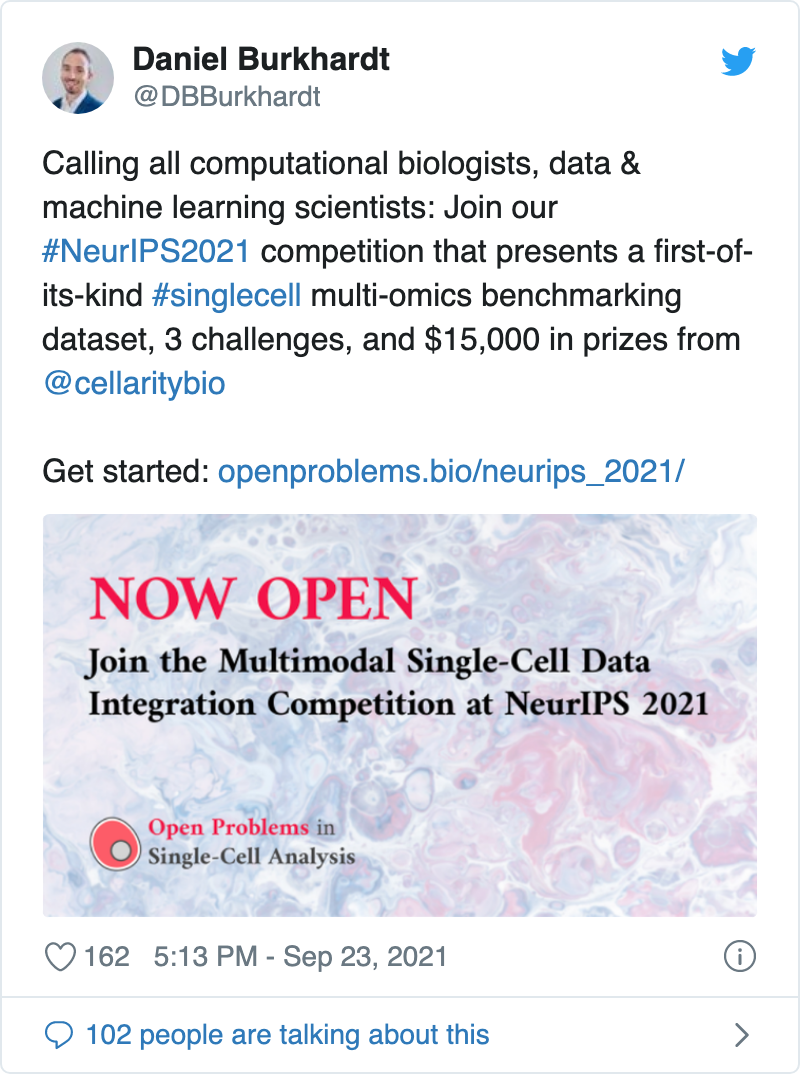 Daniel Burkhardt
@DBBurkhardt
Calling all computational biologists, data &
machine learning scientists: Join our
#NeurIPS2021 competition that presents a first-of-
its-kind #singlecell multi-omics benchmarking
dataset, 3 challenges, and $15,000 in prizes from
@cellaritybio
Get started: openproblems.bio/neurips_2021/
NOW OPEN
Join the Multimodal Single-Cell Data
Integration Competition at NeurIPS 2021
Open Problems in
Single-Cell Analysis
162 5:13 PM - Sep 23, 2021
102 people are talking about this